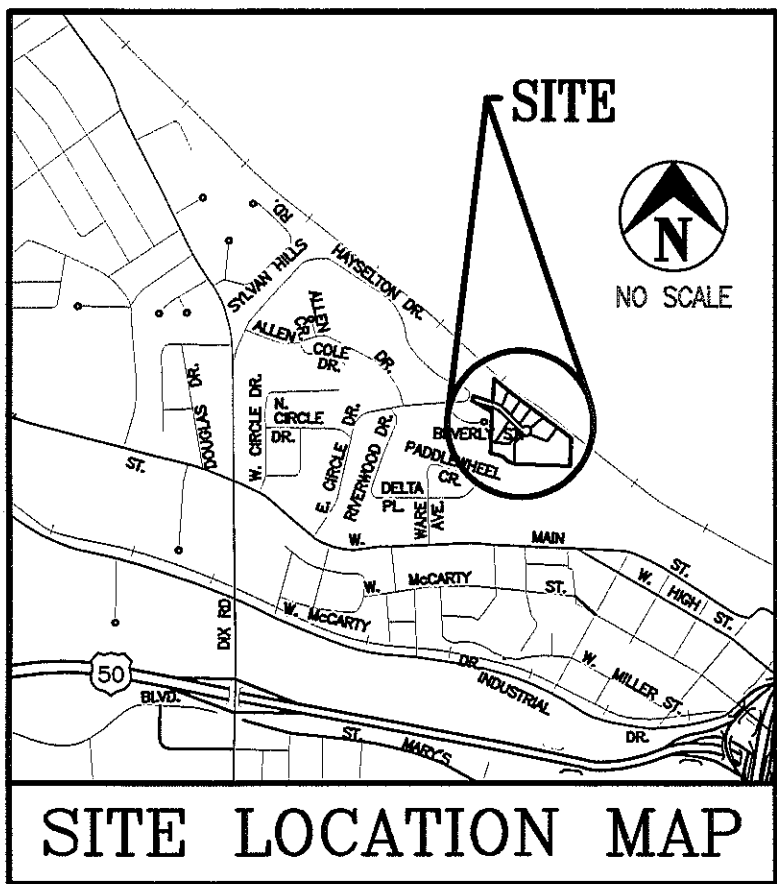 SITE
N
NO SCALE
SYLVAN HILLS
RD.
HAYSELTON DR.
ALLEN
DR.
ALLEN
CR.
COLE
DR.
DOUGLAS DR.
W. CIRCLE DR.
N.
CIRCLE
DR.
E. CIRCLE DR.
RIVERWOOD DR.
BEVERLY ST.
PADDLEWHEEL
CR.
DELTA
PL.
WARE
AVE.
ST.
W. MAIN
ST.
W. HIGH ST.
W. McCARTY
ST.
W. McCARTY
DR.
W. MILLER ST.
INDUSTRIAL
DR.
DIX RD
50
BLVD.
ST. MARY'S
SITE LOCATION MAP